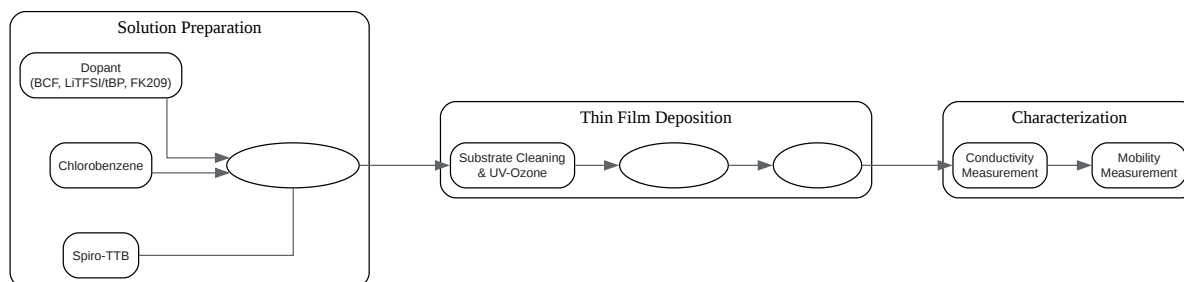 Solution Preparation
Dopant
(BCF, LiTFSI/tBP, FK209)
Chlorobenzene
Spiro-TTB
Thin Film Deposition
Substrate Cleaning
& UV-Ozone
Characterization
Conductivity
Measurement
Mobility
Measurement